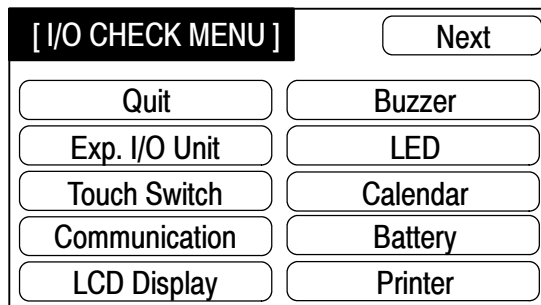 [ I/O CHECK MENU ] Next
Quit Buzzer
Exp. I/O Unit LED
Touch Switch Calendar
Communication Battery
LCD Display Printer